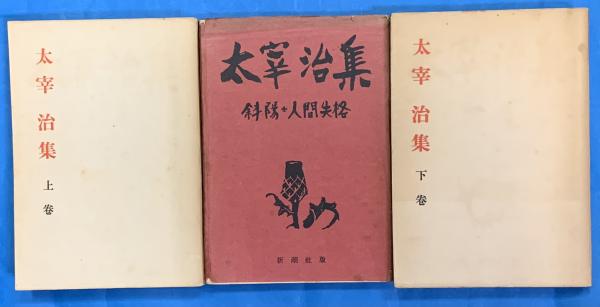 太宰治集
上巻
太宰治集
斜陽+人間失格
新潮社版
太宰治集
下巻